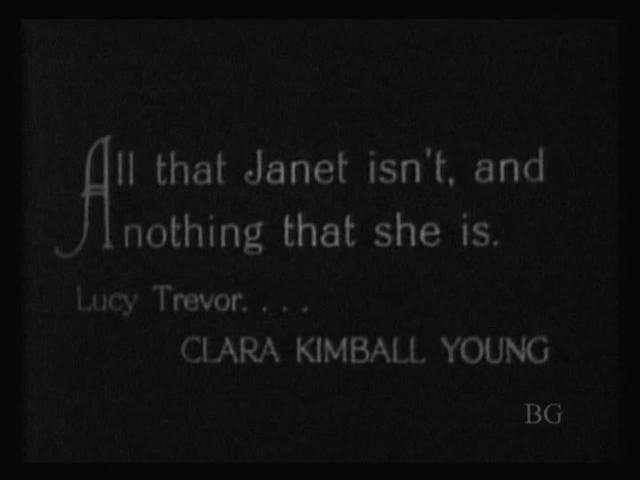 All that Janet isn't, and
nothing that she is.
Lucy Trevor. . . .
CLARA KIMBALL YOUNG
BG